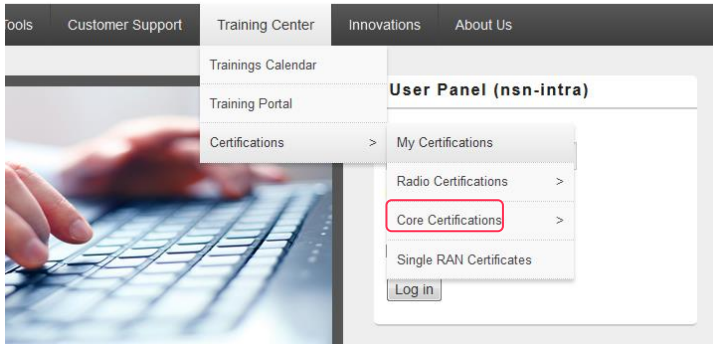 Tools Customer Support Training Center Innovations About Us
Trainings Calendar
User Panel (nsn-intra)
Training Portal
Certifications > My Certifications
Radio Certifications >
Core Certifications >
Single RAN Certificates
Log in